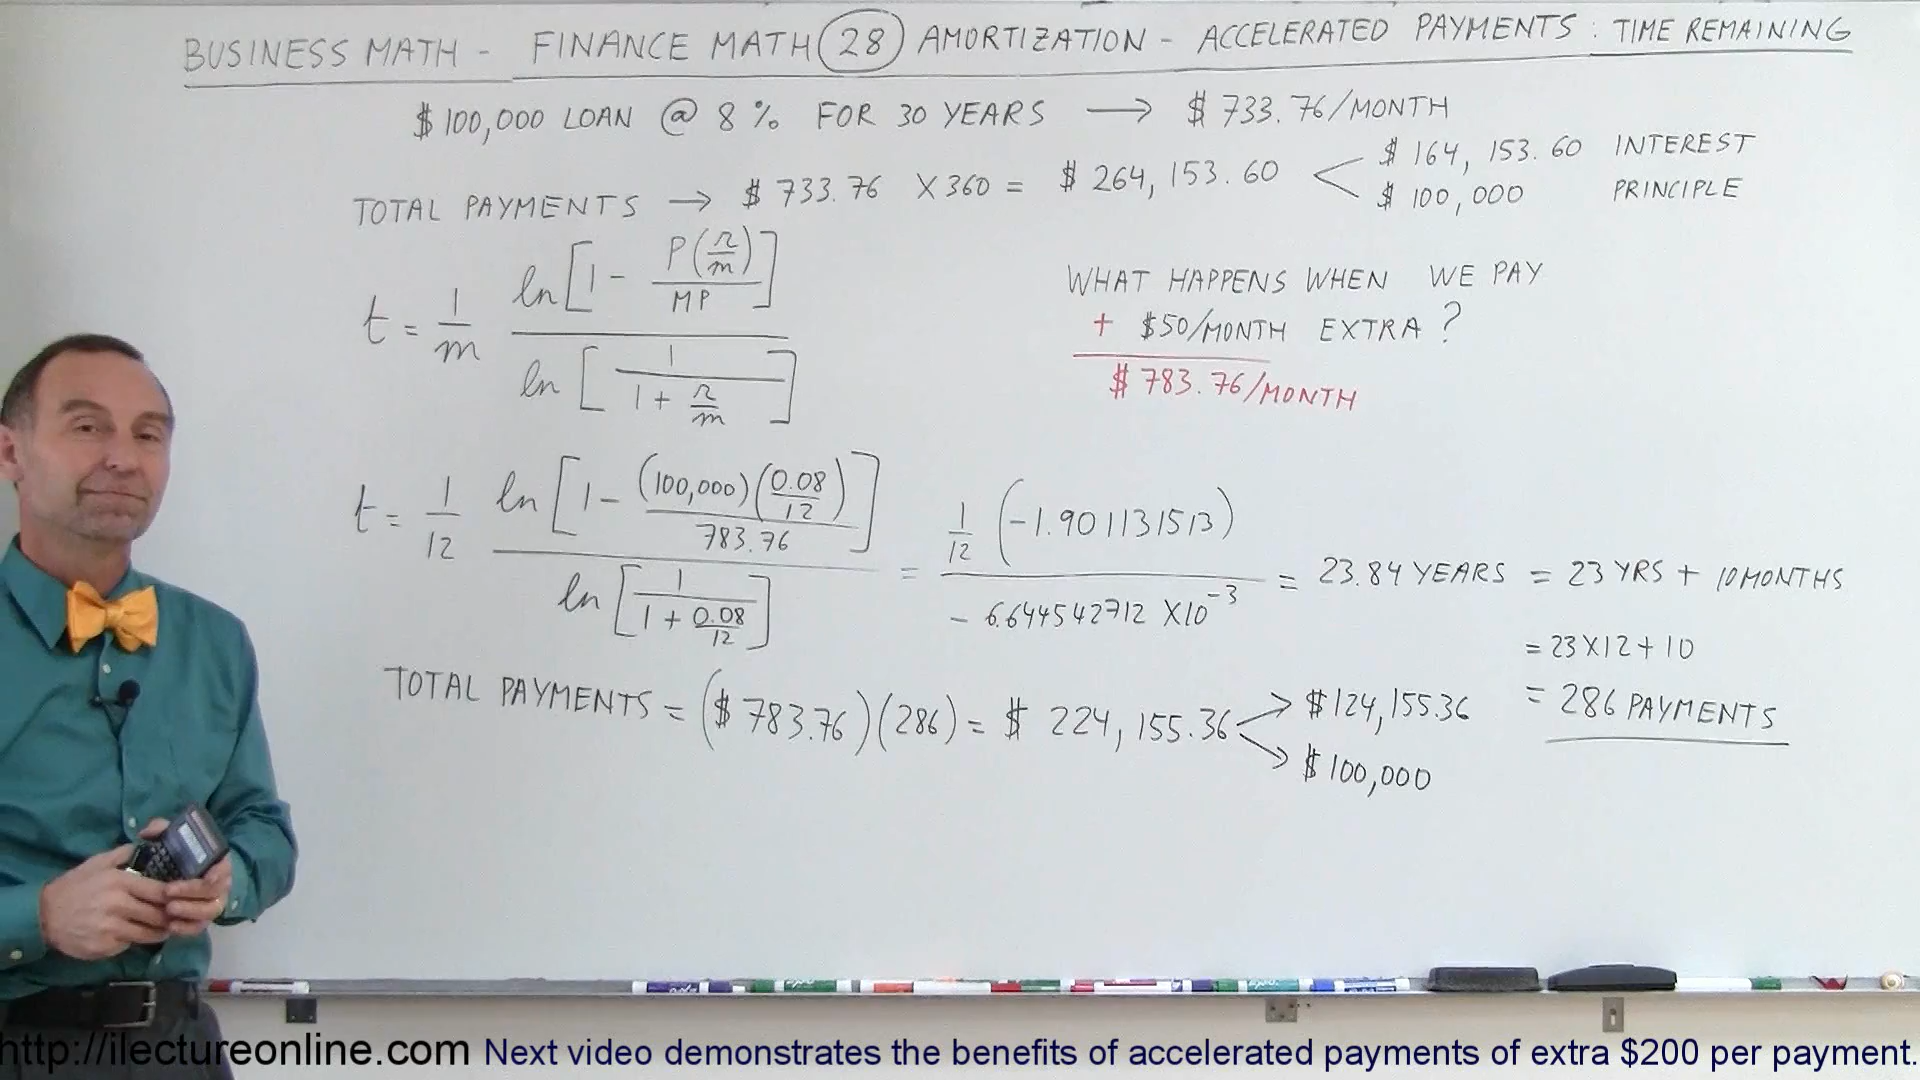 BUSINESS MATH - FINANCE MATH 28 AMORTIZATION - ACCELERATED PAYMENTS : TIME REMAINING
$100,000 LOAN @ 8% FOR 30 YEARS → $733.76/MONTH
TOTAL PAYMENTS → $733.76 X360 = $264,153.60 < $164,153.60 INTEREST
$100,000 PRINCIPLE
t = 1/m ln[1 - P(r/m)/MP] / ln[1/(1 + r/m)]
WHAT HAPPENS WHEN WE PAY
+ $50/MONTH EXTRA?
$783.76/MONTH
t = 1/12 ln[1 - (100,000)(0.08/12)/783.76] / ln[1/(1 + 0.08/12)] = 1/12 (-1.901131513) / -6.644542712 X10^-3 = 23.84 YEARS = 23 YRS + 10 MONTHS
= 23X12 + 10
= 286 PAYMENTS
TOTAL PAYMENTS = ($783.76)(286) = $224,155.36 → $124,155.36
→ $100,000
http://ilectureonline.com Next video demonstrates the benefits of accelerated payments of extra $200 per payment.